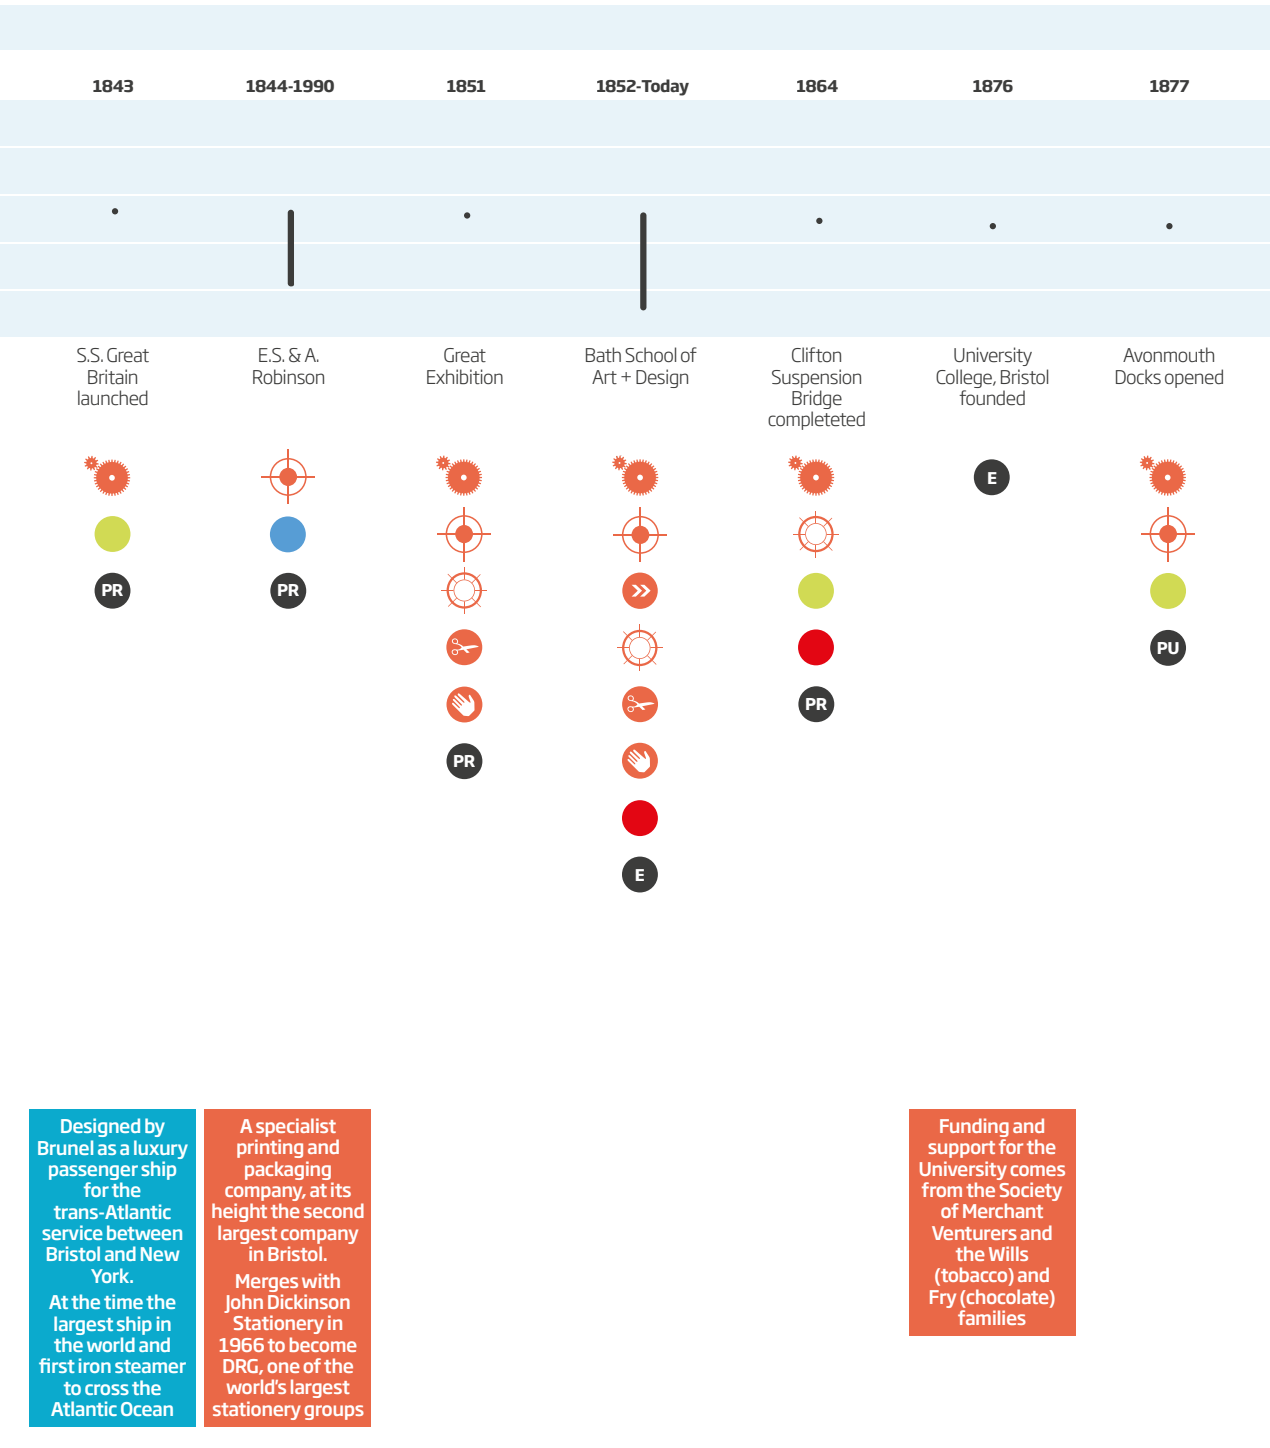 1843
1844-1990
1851
1852-Today
1864
1876
1877
S.S. Great
Britain
launched
E.S. & A.
Robinson
Great
Exhibition
Bath School of
Art + Design
Clifton
Suspension
Bridge
completeted
University
College, Bristol
founded
Avonmouth
Docks opened
E
PR
PR
PU
PR
PR
E
Designed by
Brunel as a luxury
passenger ship
for the
trans-Atlantic
service between
Bristol and New
York.
At the time the
largest ship in
the world and
first iron steamer
to cross the
Atlantic Ocean
A specialist
printing and
packaging
company, at its
height the second
largest company
in Bristol.
Merges with
John Dickinson
Stationery in
1966 to become
DRG, one of the
world's largest
stationery groups
Funding and
support for the
University comes
from the Society
of Merchant
Venturers and
the Wills
(tobacco) and
Fry (chocolate)
families